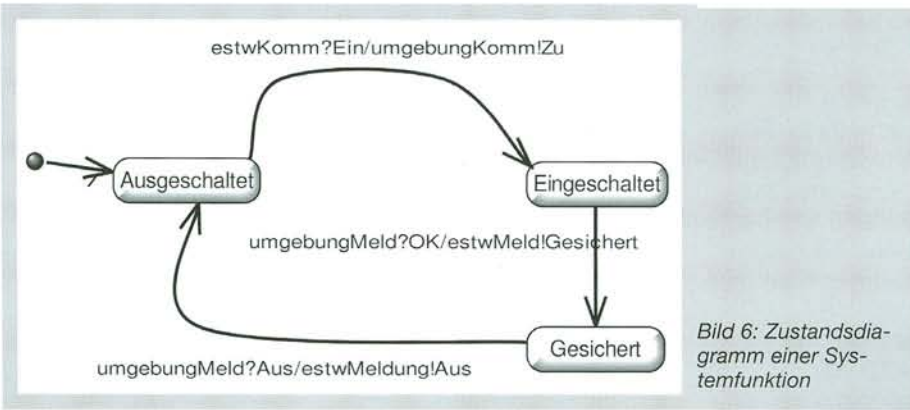 estwKomm?Ein/umgebungKomm!Zu
Ausgeschaltet
Eingeschaltet
umgebungMeld?OK/estwMeld!Gesichert
Gesichert
umgebungMeld?Aus/estwMeldung!Aus
Bild 6: Zustandsdia-
gramm einer Sys-
temfunktion